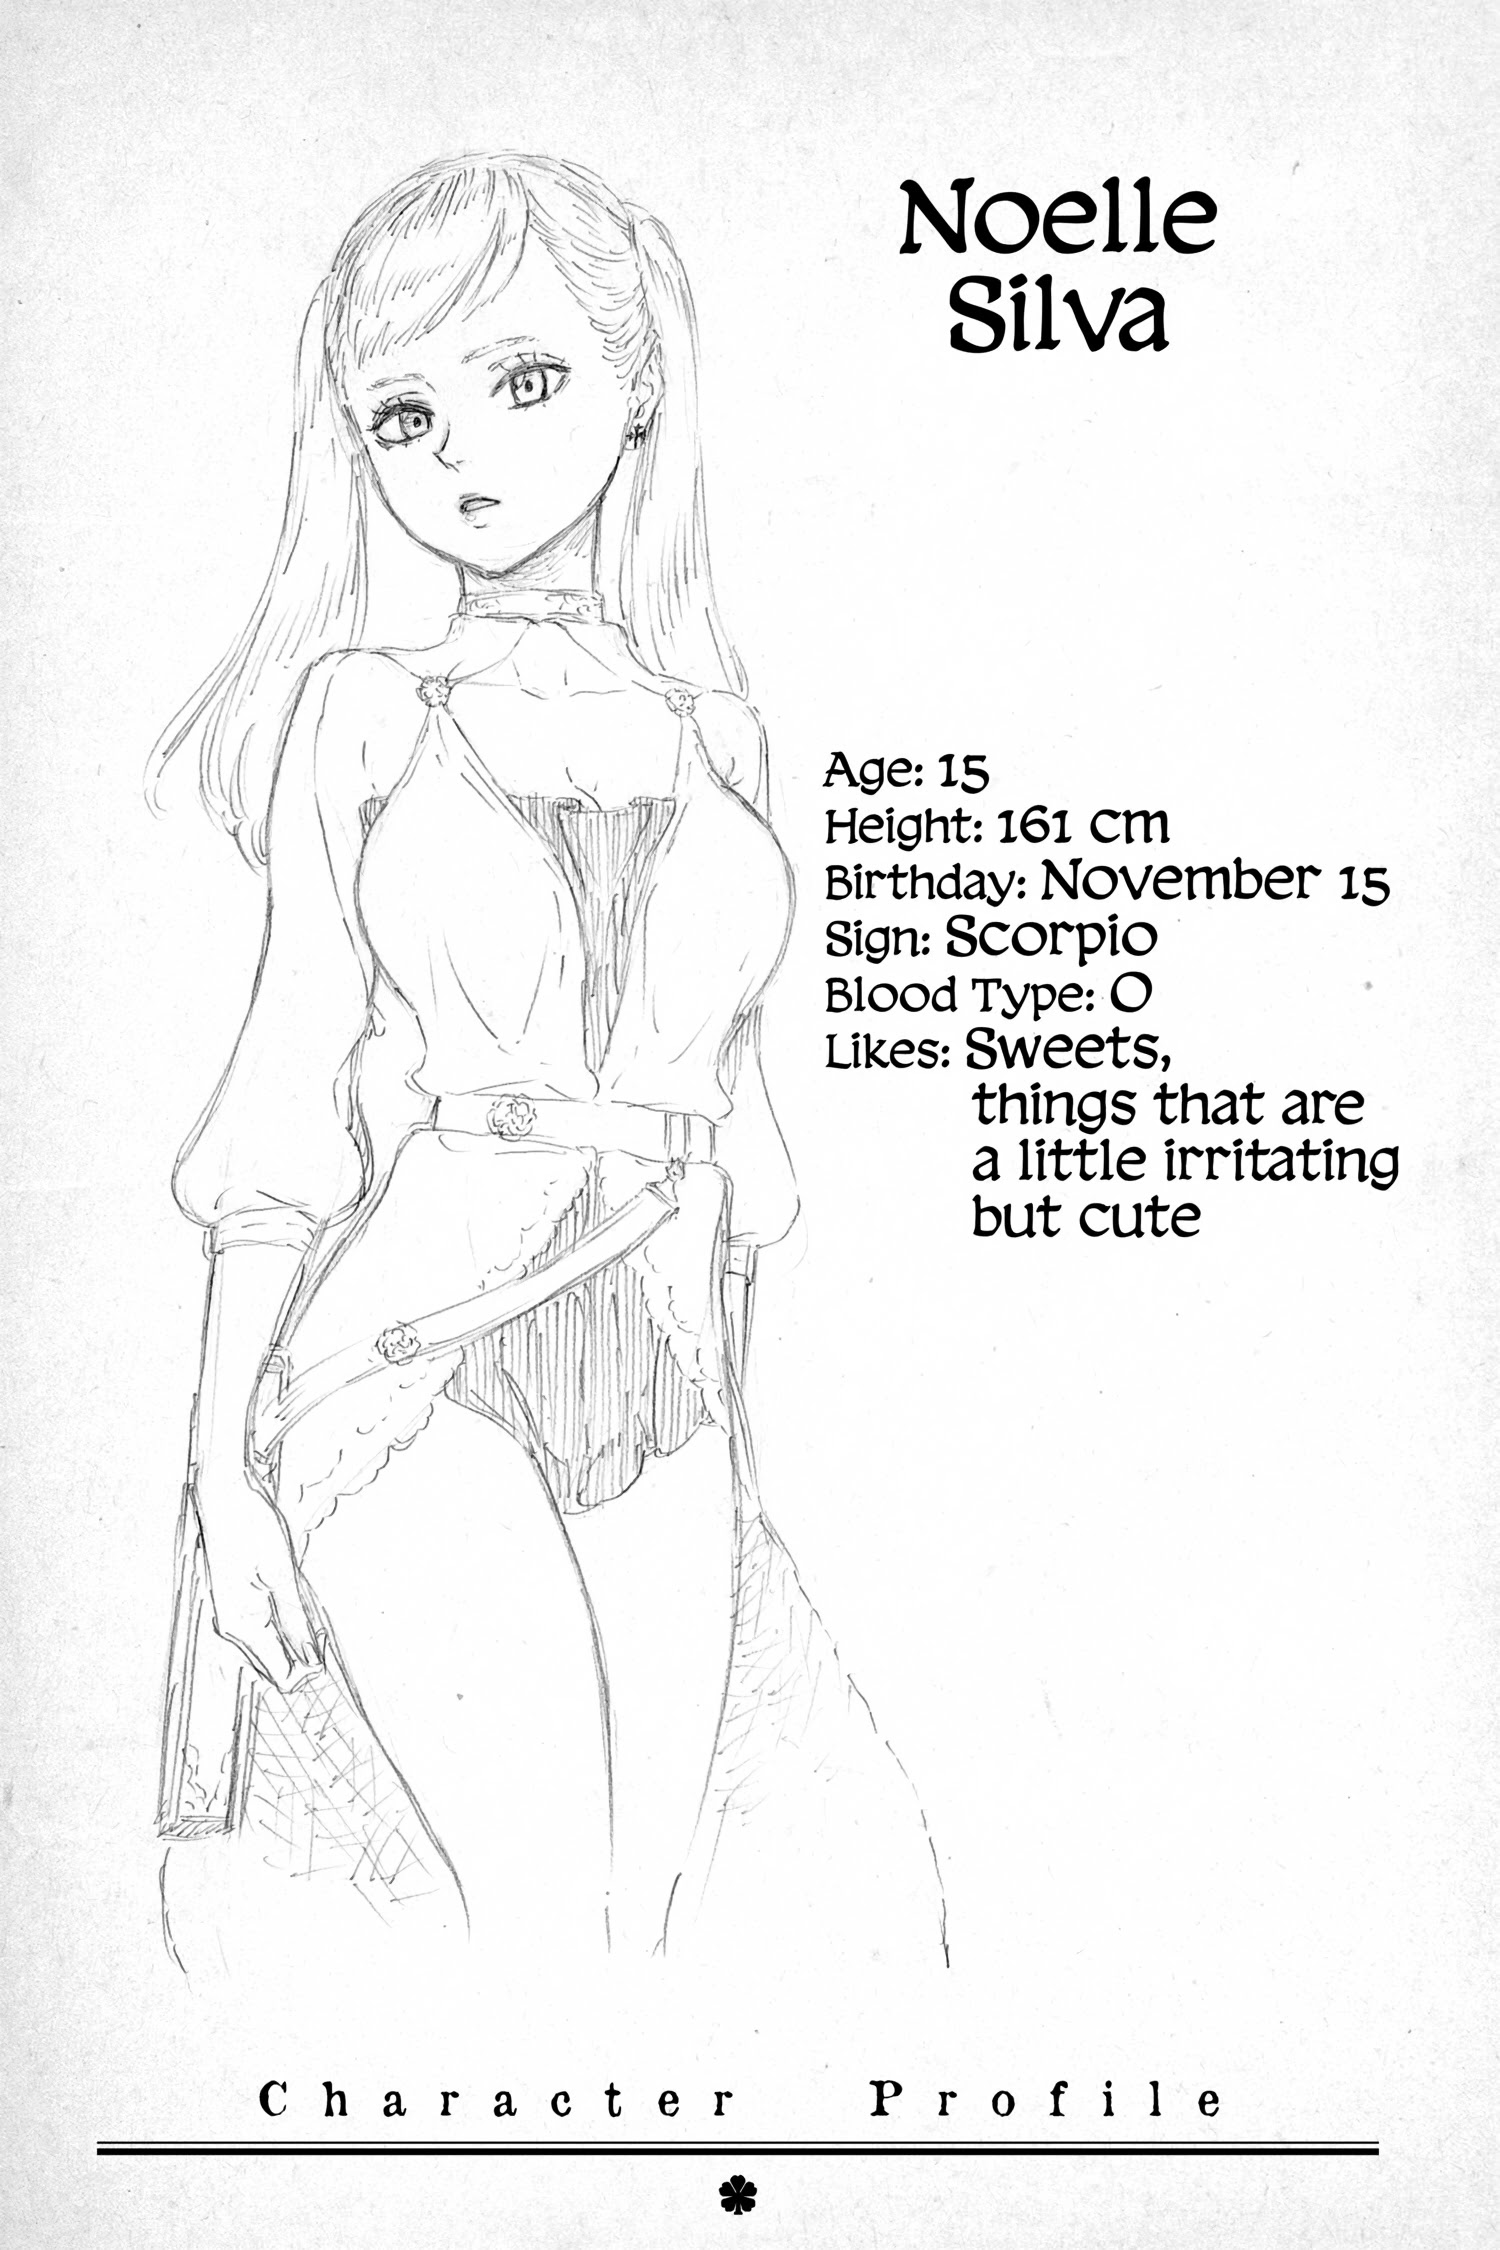 Noelle
Silva
Age: 15
Height: 161 cm
Birthday: November 15
Sign: Scorpio
Blood Type: O
Likes: Sweets,
things that are
a little irritating
but cute
Character Profile